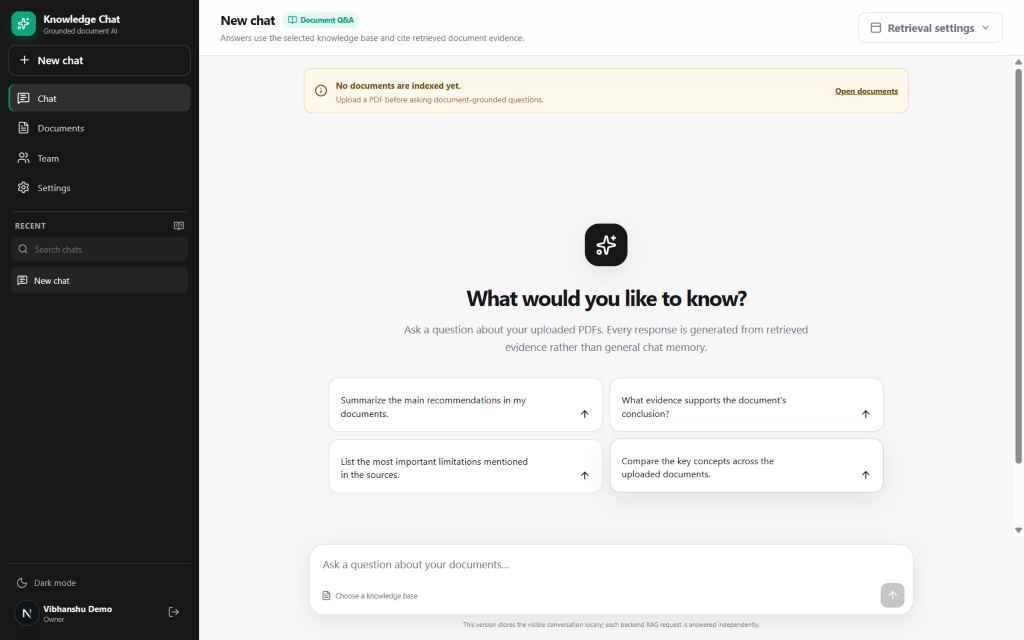 Knowledge Chat
Grounded document AI
New chat
Chat
Documents
Team
Settings
RECENT
Search chats
New chat
Dark mode
N
Vibhanshu Demo
Owner
New chat
Document Q&A
Answers use the selected knowledge base and cite retrieved document evidence.
Retrieval settings
No documents are indexed yet.
Upload a PDF before asking document-grounded questions.
Open documents
What would you like to know?
Ask a question about your uploaded PDFs. Every response is generated from retrieved
evidence rather than general chat memory.
Summarize the main recommendations in my
documents.
What evidence supports the document's
conclusion?
List the most important limitations mentioned
in the sources.
Compare the key concepts across the
uploaded documents.
Ask a question about your documents...
Choose a knowledge base
This version stores the visible conversation locally; each backend RAG request is answered independently.